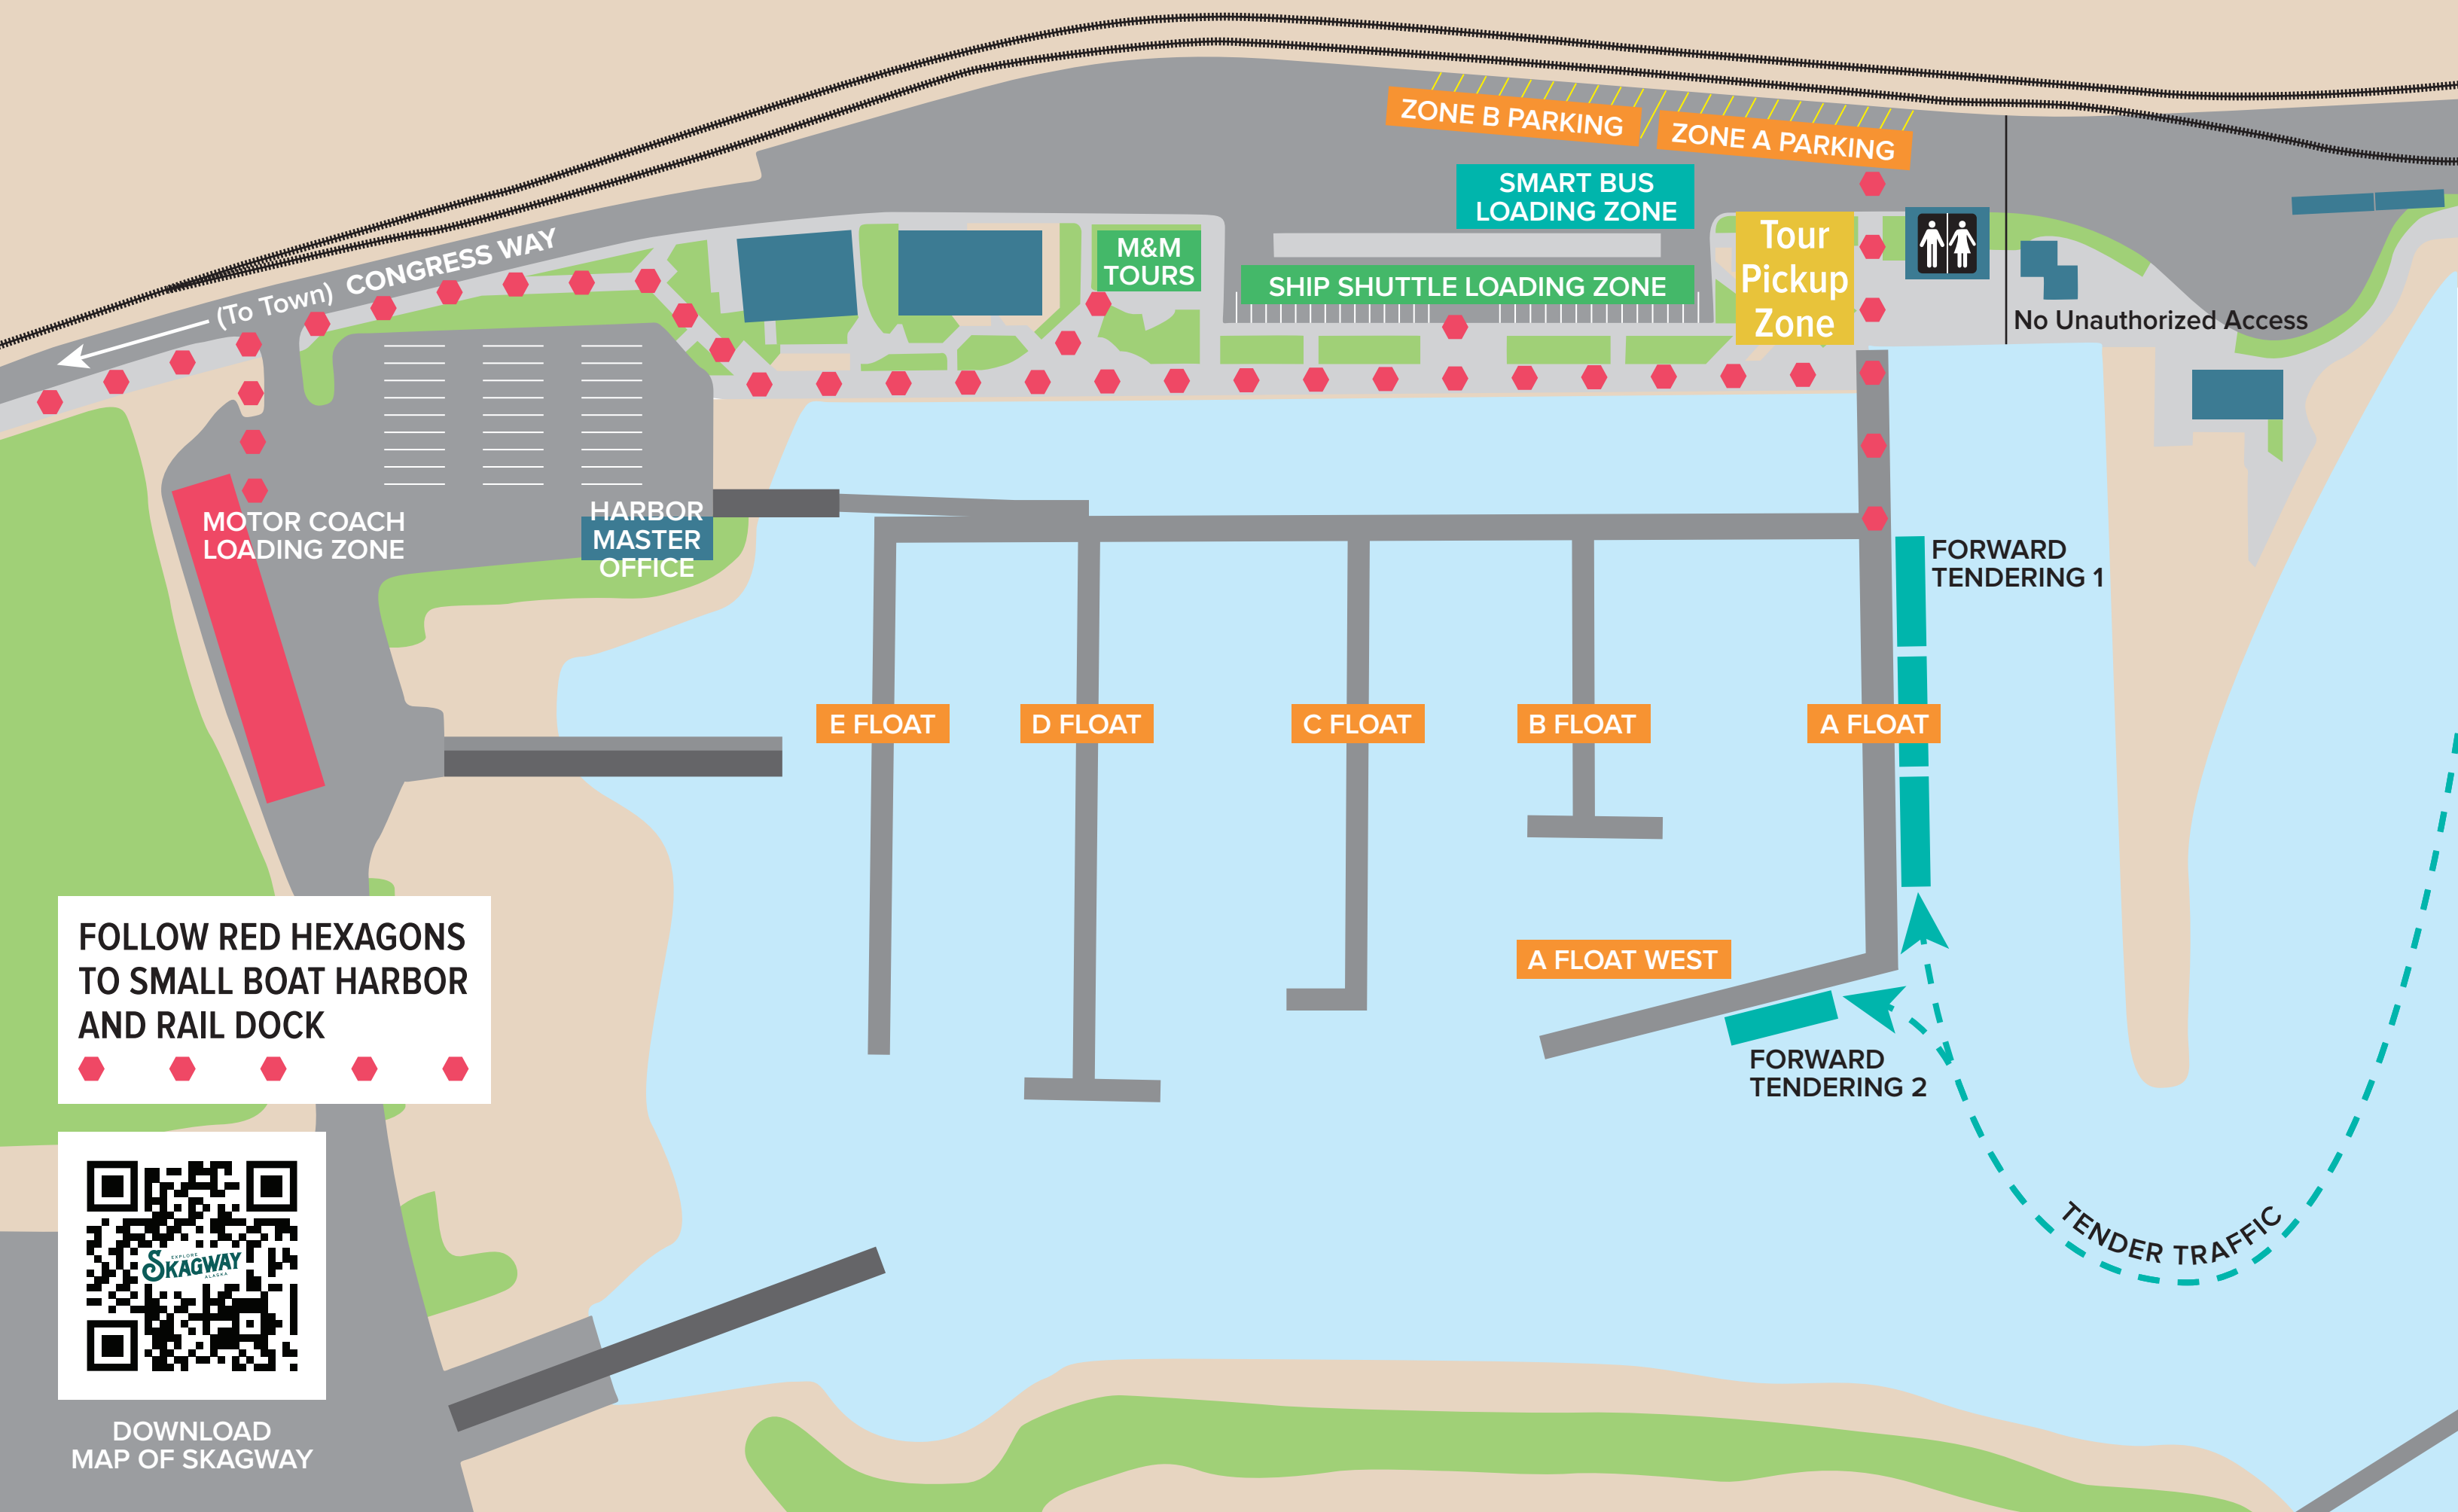 ZONE B PARKING
ZONE A PARKING
SMART BUS
LOADING ZONE
Tour
Pickup
Zone
M&M
TOURS
SHIP SHUTTLE LOADING ZONE
(To Town) CONGRESS WAY
No Unauthorized Access
MOTOR COACH
LOADING ZONE
HARBOR
MASTER
OFFICE
FORWARD
TENDERING 1
E FLOAT
D FLOAT
C FLOAT
B FLOAT
A FLOAT
A FLOAT WEST
FORWARD
TENDERING 2
TENDER TRAFFIC
FOLLOW RED HEXAGONS
TO SMALL BOAT HARBOR
AND RAIL DOCK
EXPLORE
SKAGWAY
ALASKA
DOWNLOAD
MAP OF SKAGWAY